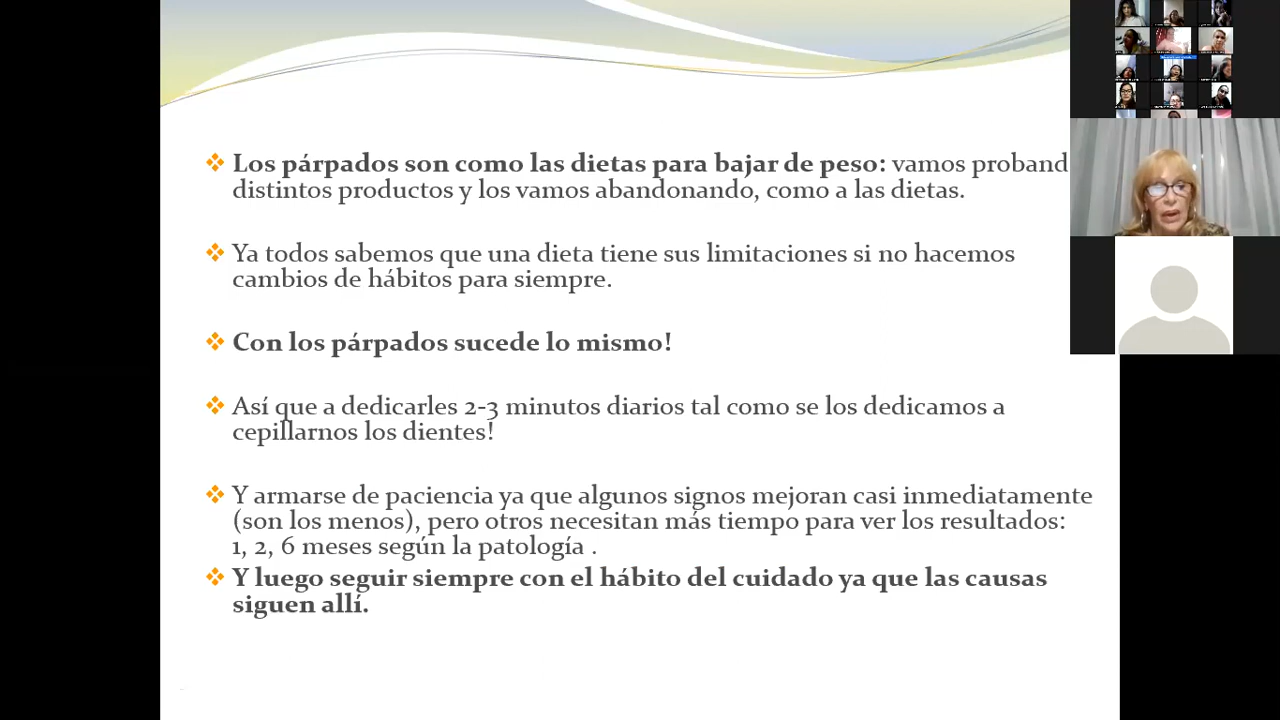 Los párpados son como las dietas para bajar de peso: vamos proband
distintos productos y los vamos abandonando, como a las dietas.
Ya todos sabemos que una dieta tiene sus limitaciones si no hacemos
cambios de hábitos para siempre.
Con los párpados sucede lo mismo!
Así que a dedicarles 2-3 minutos diarios tal como se los dedicamos a
cepillarnos los dientes!
Y armarse de paciencia ya que algunos signos mejoran casi inmediatamente
(son los menos), pero otros necesitan más tiempo para ver los resultados:
1, 2, 6 meses según la patología .
Y luego seguir siempre con el hábito del cuidado ya que las causas
siguen allí.